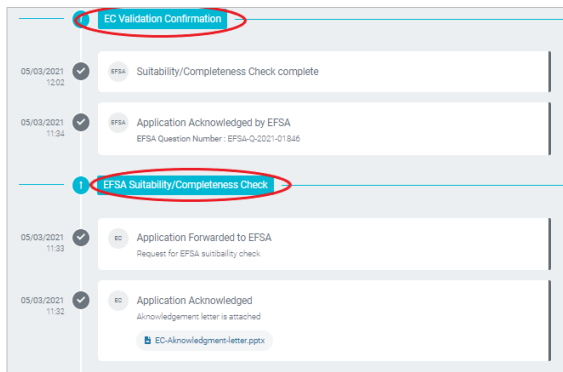 EC Validation Confirmation
05/03/2021
12:02
EFSA
Suitability/Completeness Check complete
05/03/2021
11:34
EFSA
Application Acknowledged by EFSA
EFSA Question Number : EFSA-Q-2021-01846
EFSA Suitability/Completeness Check
05/03/2021
11:33
EC
Application Forwarded to EFSA
Request for EFSA suitibaility check
05/03/2021
11:32
EC
Application Acknowledged
Aknowledgement letter is attached
EC-Aknowledgment-letter.pptx